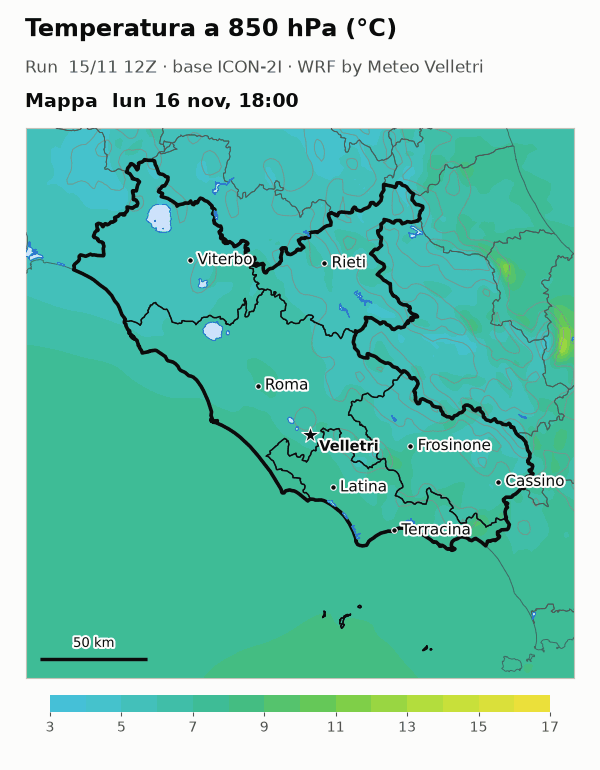 Temperatura a 850 hPa (°C)
Run 15/11 12Z · base ICON-2I · WRF by Meteo Velletri
Mappa lun 16 nov, 18:00
Viterbo
Rieti
Roma
Velletri
Frosinone
Cassino
Latina
Terracina
50 km
3 5 7 9 11 13 15 17